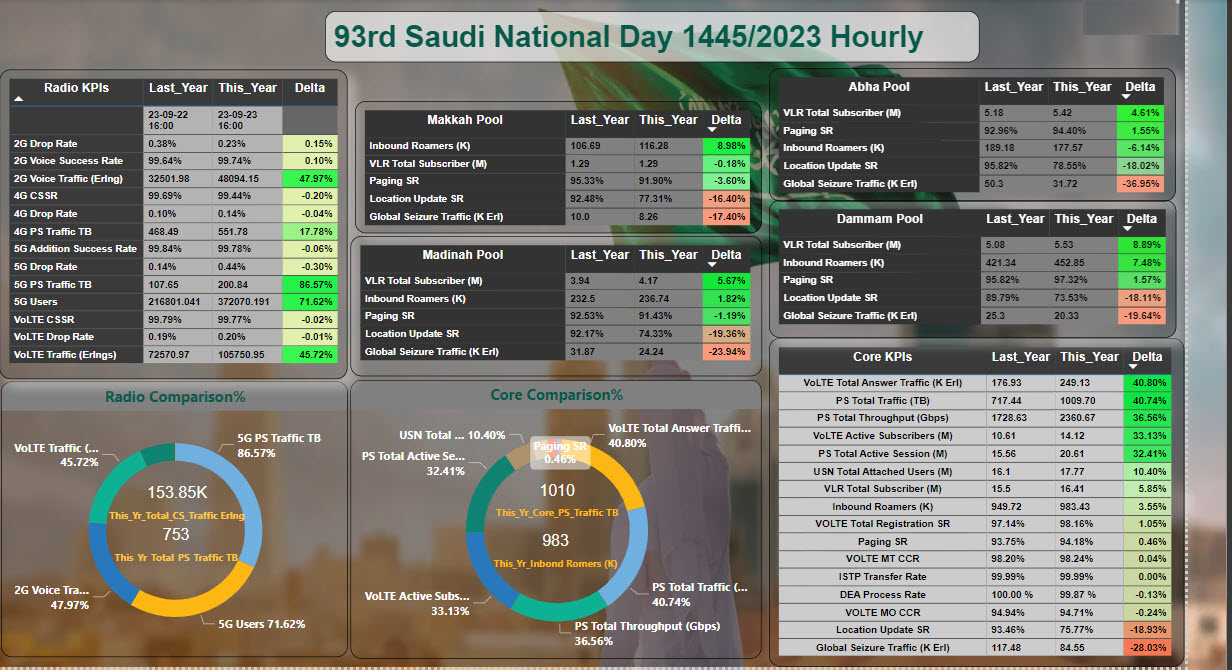 93rd Saudi National Day 1445/2023 Hourly
Radio KPIs Last_Year This_Year Delta
23-09-22 16:00 23-09-23 16:00
2G Drop Rate 0.38% 0.23% 0.15%
2G Voice Success Rate 99.64% 99.74% 0.10%
2G Voice Traffic (Erlng) 32501.98 48094.15 47.97%
4G CSSR 99.69% 99.44% -0.20%
4G Drop Rate 0.10% 0.14% -0.04%
4G PS Traffic TB 468.49 551.78 17.78%
5G Addition Success Rate 99.84% 99.78% -0.06%
5G Drop Rate 0.14% 0.44% -0.30%
5G PS Traffic TB 107.65 200.84 86.57%
5G Users 216801.041 372070.191 71.62%
VoLTE CSSR 99.79% 99.77% -0.02%
VoLTE Drop Rate 0.19% 0.20% -0.01%
VoLTE Traffic (Erlngs) 72570.97 105750.95 45.72%
Makkah Pool Last_Year This_Year Delta
Inbound Roamers (K) 106.69 116.28 8.98%
VLR Total Subscriber (M) 1.29 1.29 -0.18%
Paging SR 95.33% 91.90% -3.60%
Location Update SR 92.48% 77.31% -16.40%
Global Seizure Traffic (K Erl) 10.0 8.26 -17.40%
Madinah Pool Last_Year This_Year Delta
VLR Total Subscriber (M) 3.94 4.17 5.67%
Inbound Roamers (K) 232.5 236.74 1.82%
Paging SR 92.53% 91.43% -1.19%
Location Update SR 92.17% 74.33% -19.36%
Global Seizure Traffic (K Erl) 31.87 24.24 -23.94%
Abha Pool Last_Year This_Year Delta
VLR Total Subscriber (M) 5.18 5.42 4.61%
Paging SR 92.96% 94.40% 1.55%
Inbound Roamers (K) 189.18 177.57 -6.14%
Location Update SR 95.82% 78.55% -18.02%
Global Seizure Traffic (K Erl) 50.3 31.72 -36.95%
Dammam Pool Last_Year This_Year Delta
VLR Total Subscriber (M) 5.08 5.53 8.89%
Inbound Roamers (K) 421.34 452.85 7.48%
Paging SR 95.82% 97.32% 1.57%
Location Update SR 89.79% 73.53% -18.11%
Global Seizure Traffic (K Erl) 25.3 20.33 -19.64%
Core KPIs Last_Year This_Year Delta
VoLTE Total Answer Traffic (K Erl) 176.93 249.13 40.80%
PS Total Traffic (TB) 717.44 1009.70 40.74%
PS Total Throughput (Gbps) 1728.63 2360.67 36.56%
VoLTE Active Subscribers (M) 10.61 14.12 33.13%
PS Total Active Session (M) 15.56 20.61 32.41%
USN Total Attached Users (M) 16.1 17.77 10.40%
VLR Total Subscriber (M) 15.5 16.41 5.85%
Inbound Roamers (K) 949.72 983.43 3.55%
VOLTE Total Registration SR 97.14% 98.16% 1.05%
Paging SR 93.75% 94.18% 0.46%
VOLTE MT CCR 98.20% 98.24% 0.04%
ISTP Transfer Rate 99.99% 99.99% 0.00%
DEA Process Rate 100.00 % 99.87 % -0.13%
VOLTE MO CCR 94.94% 94.71% -0.24%
Location Update SR 93.46% 75.77% -18.93%
Global Seizure Traffic (K Erl) 117.48 84.55 -28.03%
Radio Comparison%
5G PS Traffic TB
86.57%
VoLTE Traffic (...
45.72%
153.85K
This_Yr_Total_CS_Traffic Erlng
753
This Yr Total PS Traffic TB
2G Voice Tra...
47.97%
5G Users 71.62%
Core Comparison%
USN Total ... 10.40%
Paging SR
0.46%
VoLTE Total Answer Traffi...
40.80%
PS Total Active Se...
32.41%
1010
This_Yr_Core_PS_Traffic TB
983
This_Yr_Inbond Romers (K)
VoLTE Active Subs...
33.13%
PS Total Traffic (...
40.74%
PS Total Throughput (Gbps)
36.56%